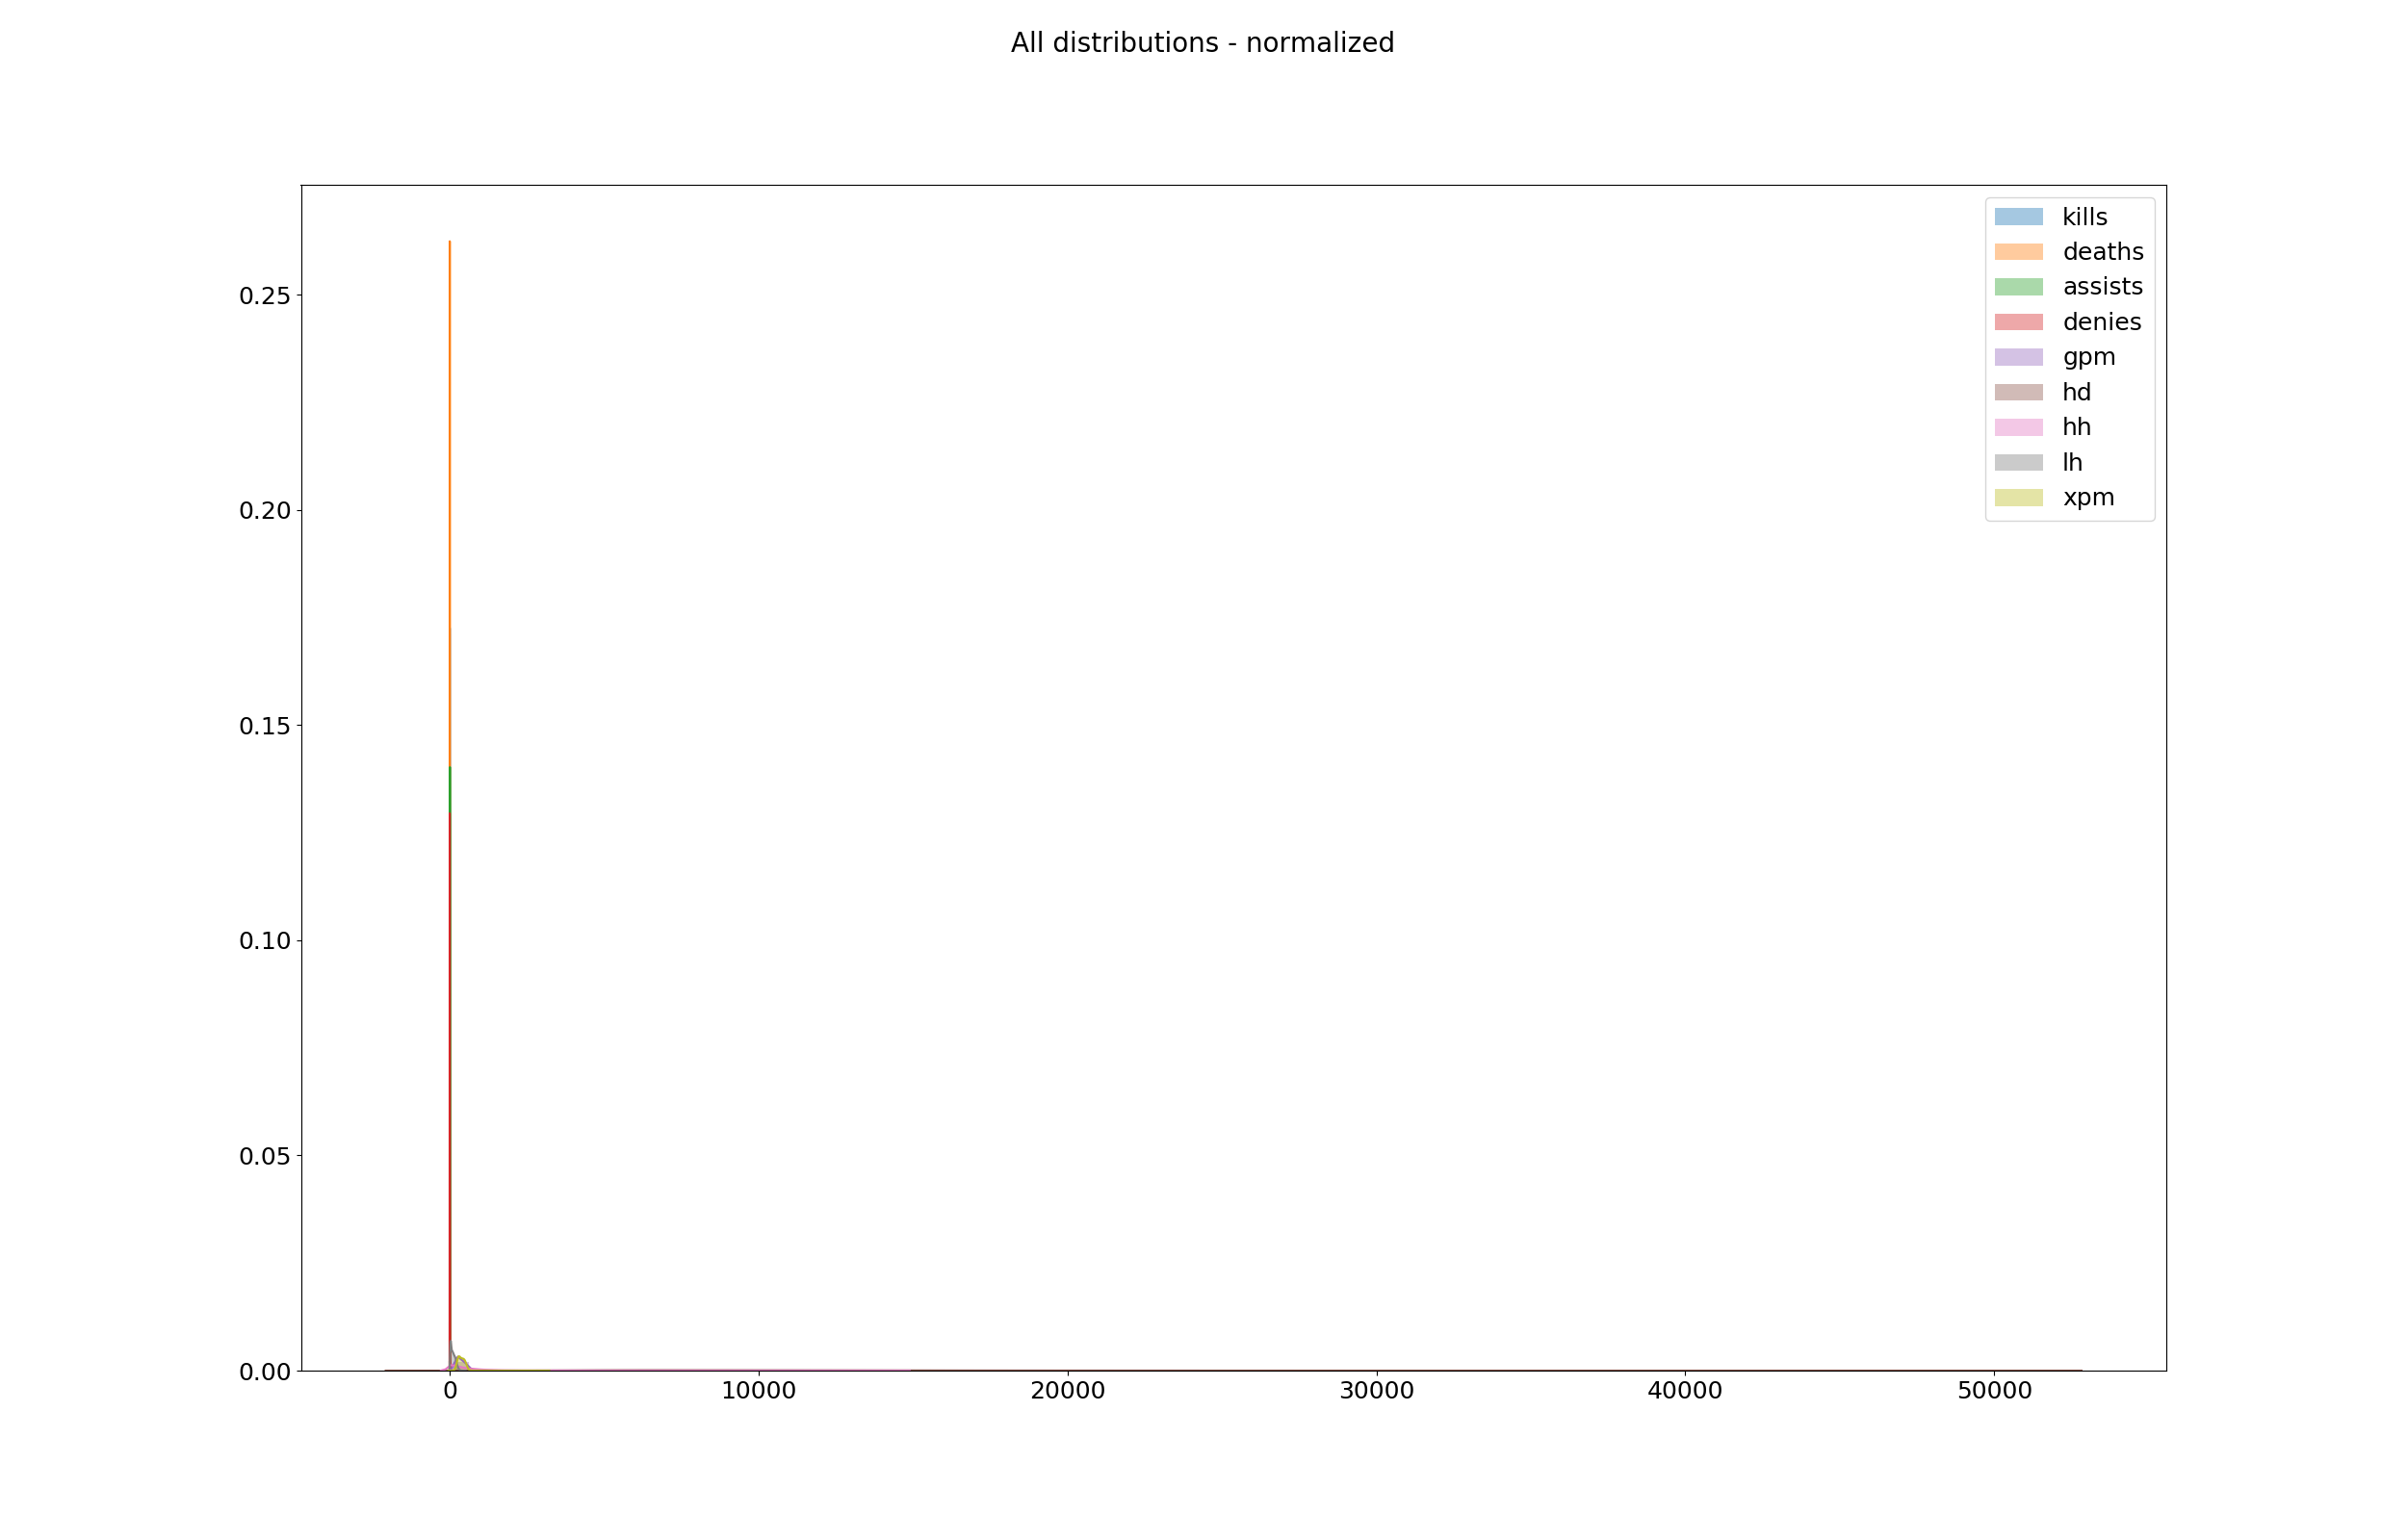 All distributions - normalized
kills
deaths
assists
denies
gpm
hd
hh
lh
xpm
0.25
0.20
0.15
0.10
0.05
0.00
0 10000 20000 30000 40000 50000